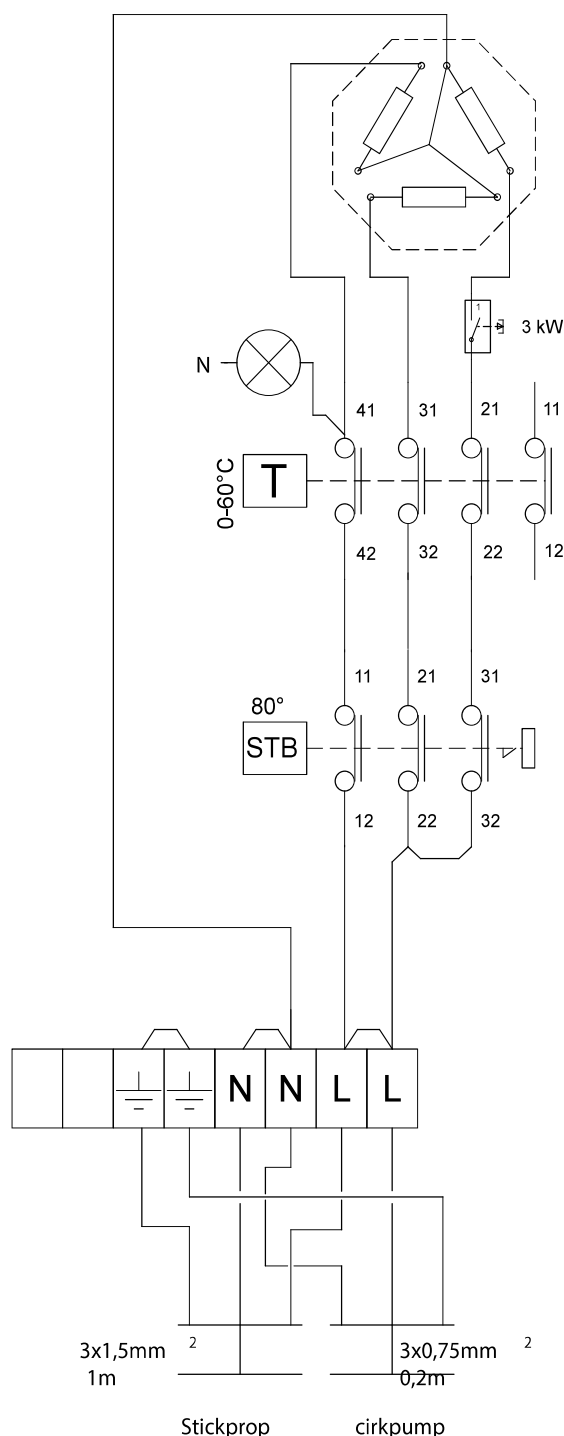 1
3 kW
N
41 31 21 11
0-60°C
T
42 32 22 12
11 21 31
80°
STB
12 22 32
N N L L
3x1,5mm 2
1m
3x0,75mm 2
0,2m
Stickprop
cirkpump